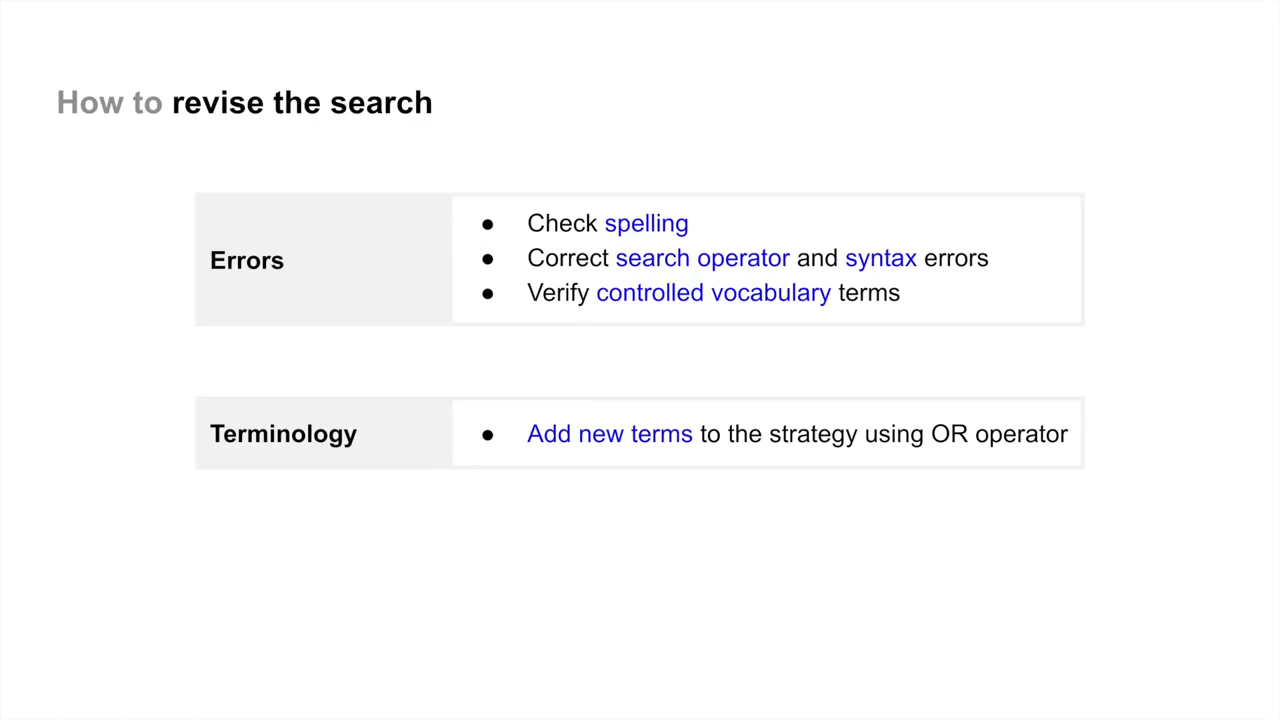 How to revise the search
Errors
● Check spelling
● Correct search operator and syntax errors
● Verify controlled vocabulary terms
Terminology
● Add new terms to the strategy using OR operator